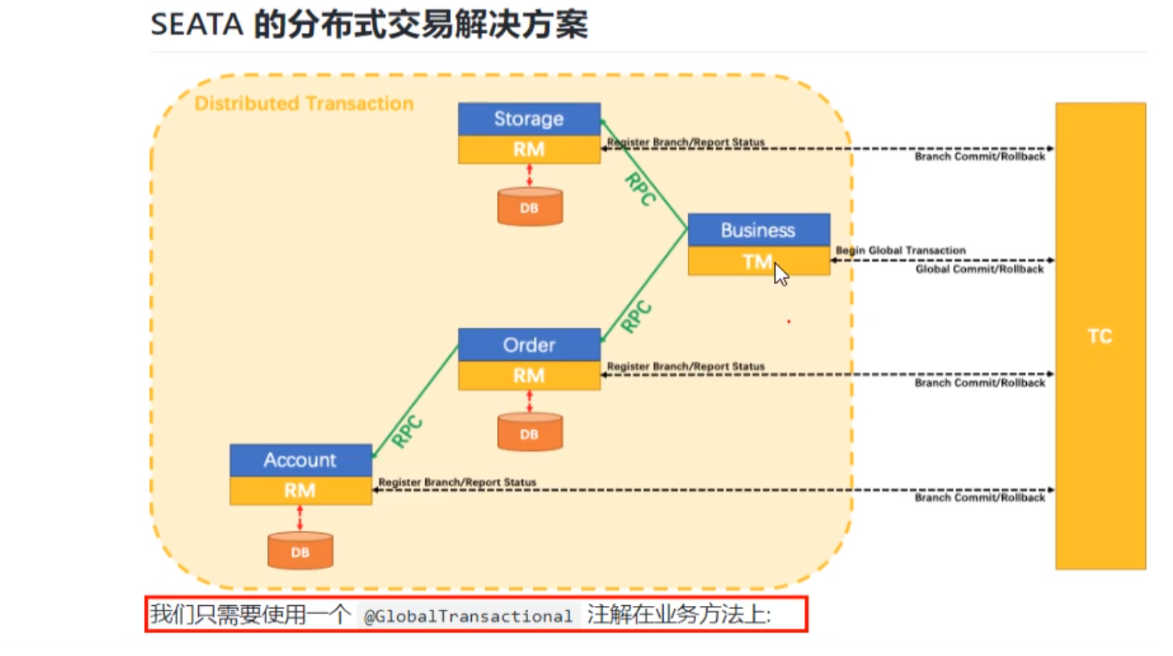 SEATA 的分布式交易解决方案
Distributed Transaction
Storage
RM
DB
RPC
Register Branch/Report Status
Branch Commit/Rollback
Business
TM
Begin Global Transaction
Global Commit/Rollback
TC
RPC
Order
RM
DB
Register Branch/Report Status
Branch Commit/Rollback
RPC
Account
RM
DB
Register Branch/Report Status
Branch Commit/Rollback
我们只需要使用一个 @GlobalTransactional 注解在业务方法上: